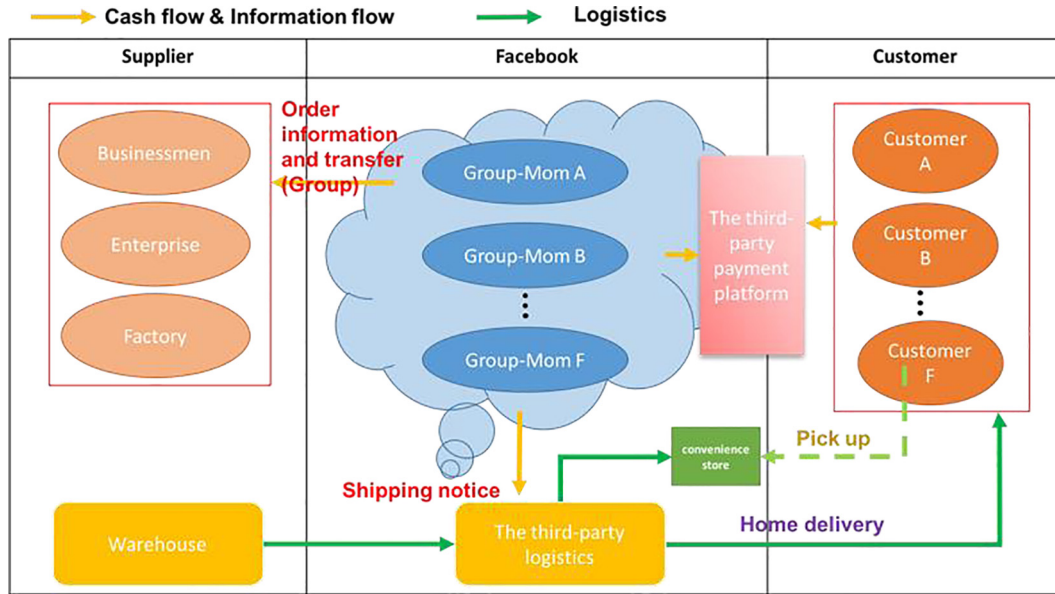 Cash flow & Information flow
Logistics
Supplier
Facebook
Customer
Order
information
and transfer
(Group)
Businessmen
Enterprise
Factory
Group-Mom A
Group-Mom B
Group-Mom F
The third-
party
payment
platform
Customer
A
Customer
B
Customer
F
Pick up
convenience
store
Shipping notice
Home delivery
Warehouse
The third-party
logistics